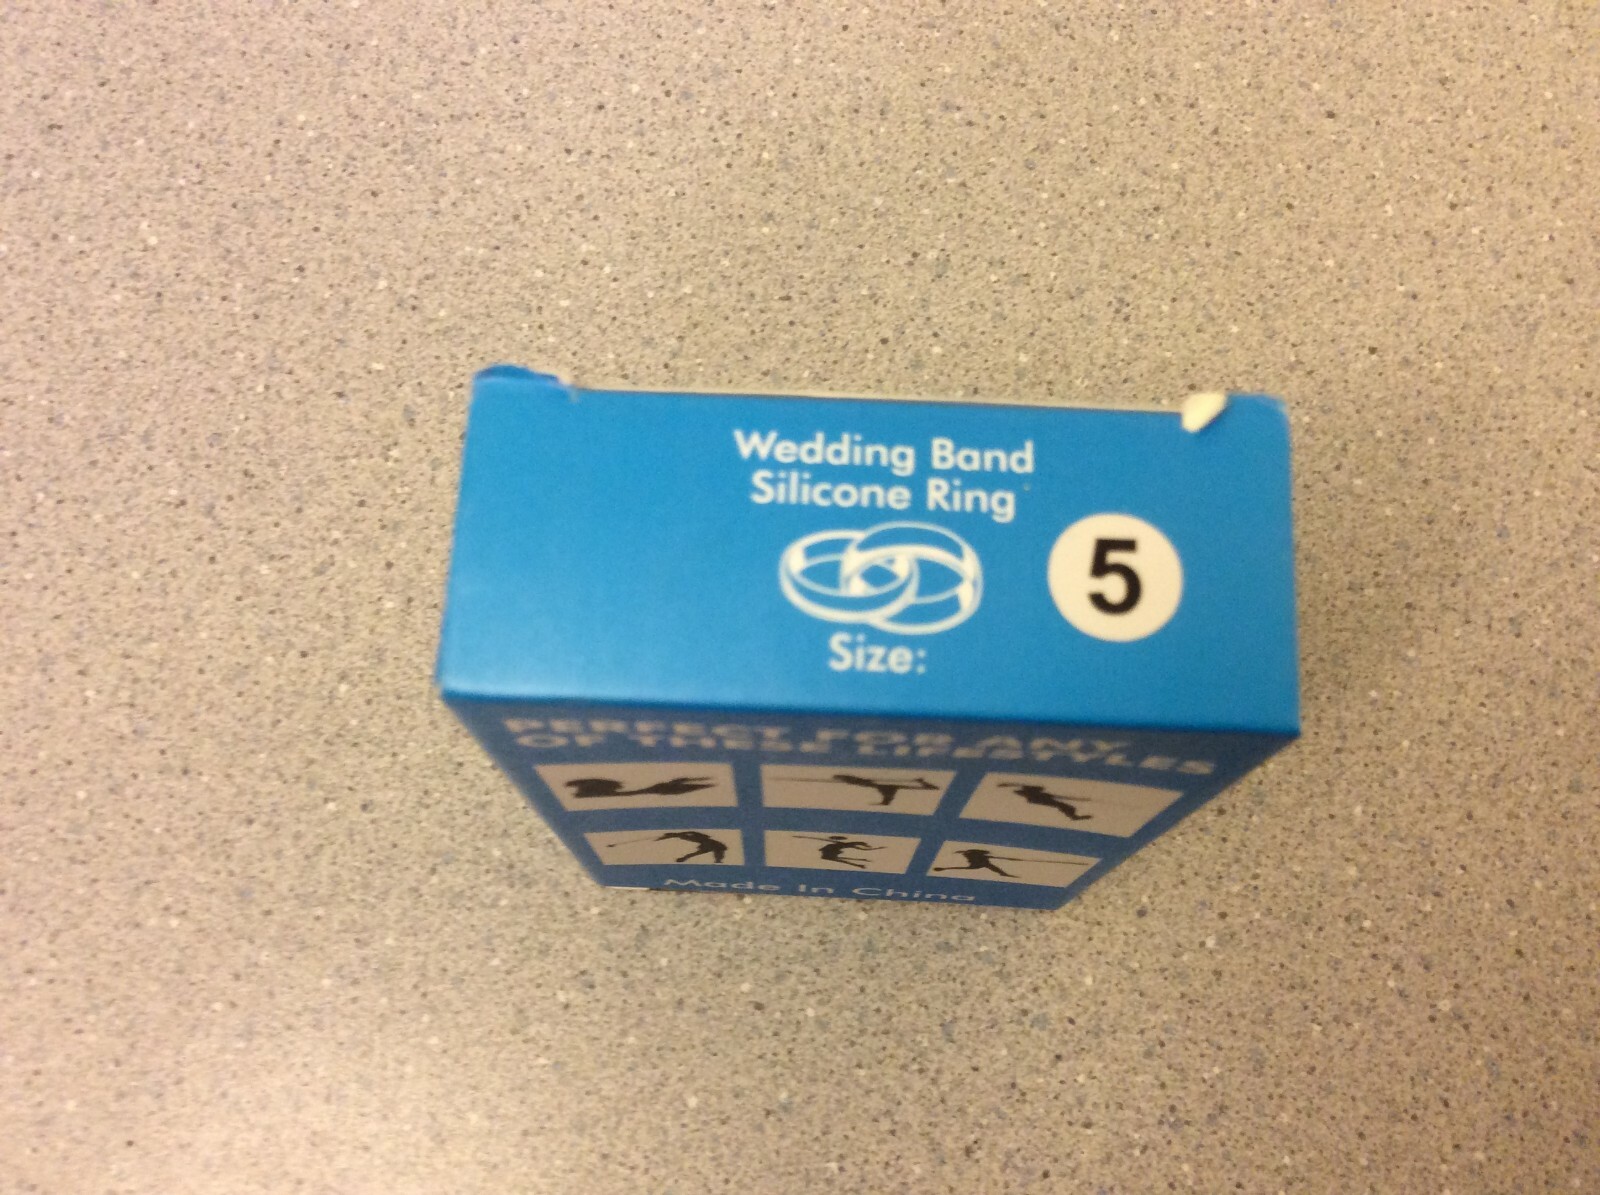 Wedding Band
Silicone Ring
5
Size:
PERFECT FOR ANY
OF THESE LIFESTYLES
Made In China